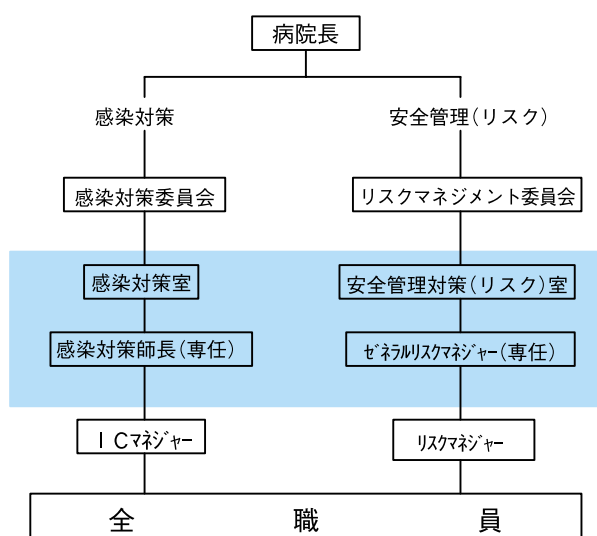 病院長
感染対策
安全管理(リスク)
感染対策委員会
リスクマネジメント委員会
感染対策室
安全管理対策(リスク)室
感染対策師長(専任)
ｾﾞﾈﾗﾙﾘｽｸﾏﾈｼﾞｬｰ(専任)
ＩＣﾏﾈｼﾞｬｰ
ﾘｽｸﾏﾈｼﾞｬｰ
全 職 員